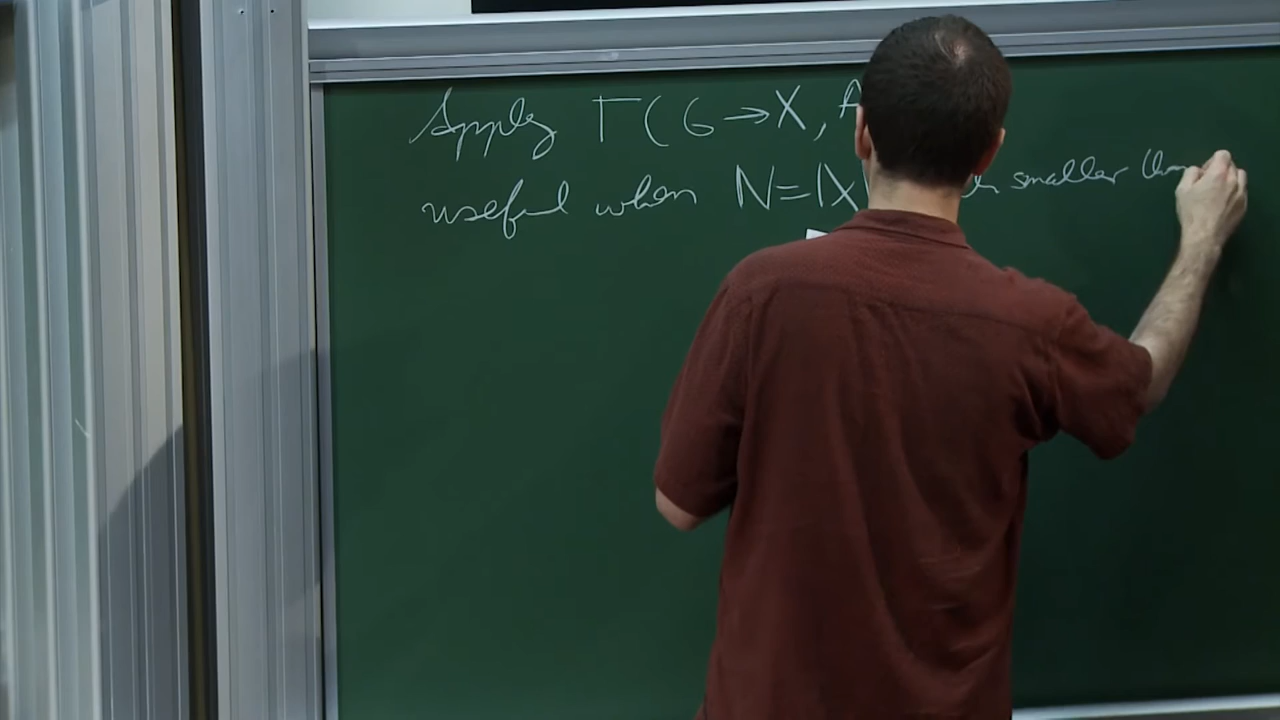 Apply Γ(G→X, A
useful when N=|X| smaller than